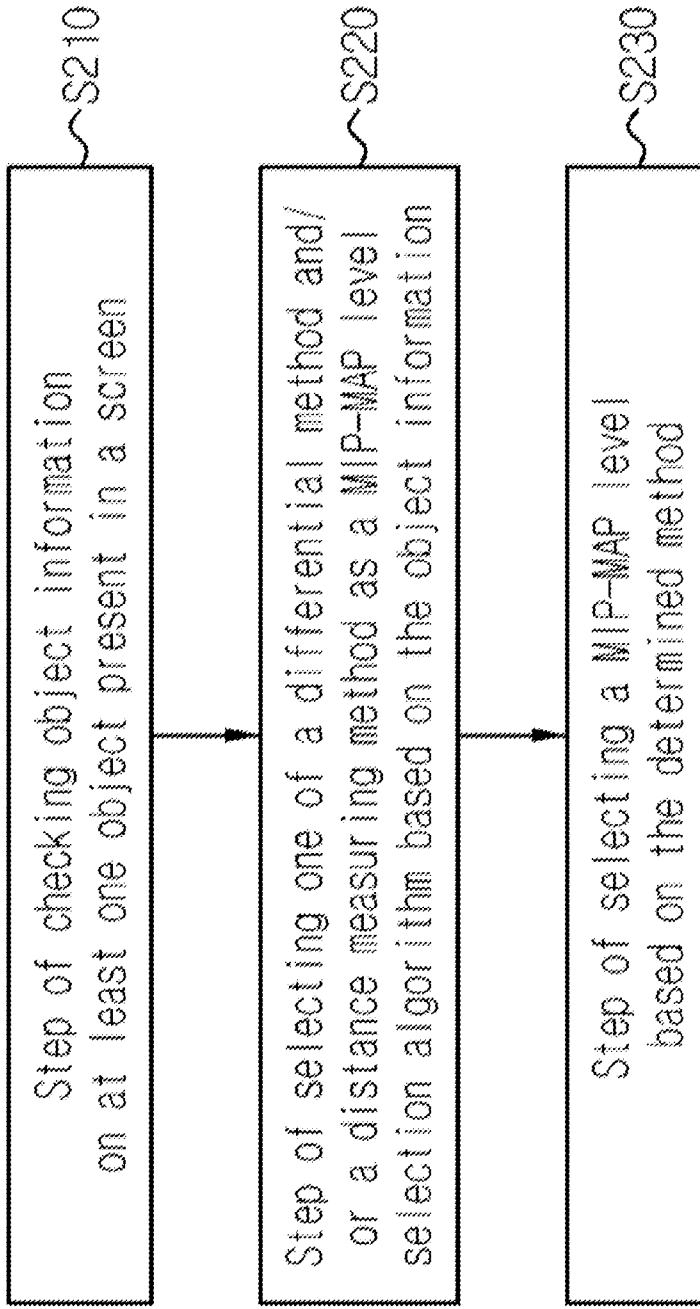 Step of checking object information
on at least one object present in a screen
S210
Step of selecting one of a differential method and/
or a distance measuring method as a MIP-MAP level
selection algorithm based on the object information
S220
Step of selecting a MIP-MAP level
based on the determined method
S230